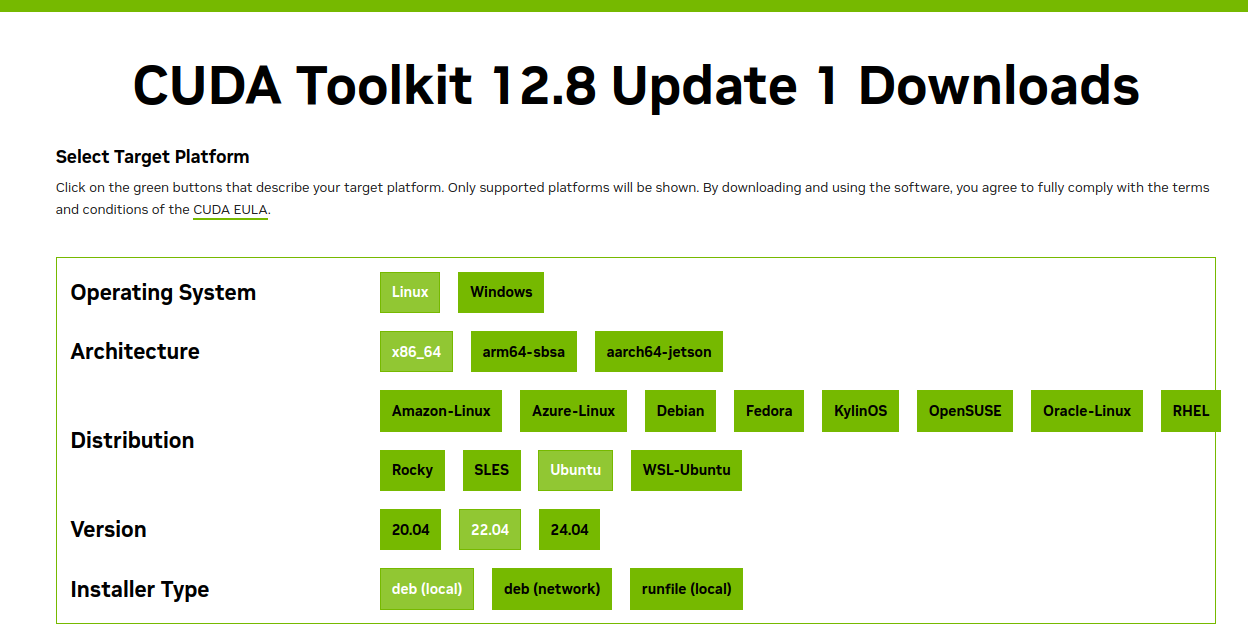 CUDA Toolkit 12.8 Update 1 Downloads
Select Target Platform
Click on the green buttons that describe your target platform. Only supported platforms will be shown. By downloading and using the software, you agree to fully comply with the terms
and conditions of the CUDA EULA.
Operating System
Linux Windows
Architecture
x86_64 arm64-sbsa aarch64-jetson
Distribution
Amazon-Linux Azure-Linux Debian Fedora KylinOS OpenSUSE Oracle-Linux RHEL
Rocky SLES Ubuntu WSL-Ubuntu
Version
20.04 22.04 24.04
Installer Type
deb (local) deb (network) runfile (local)